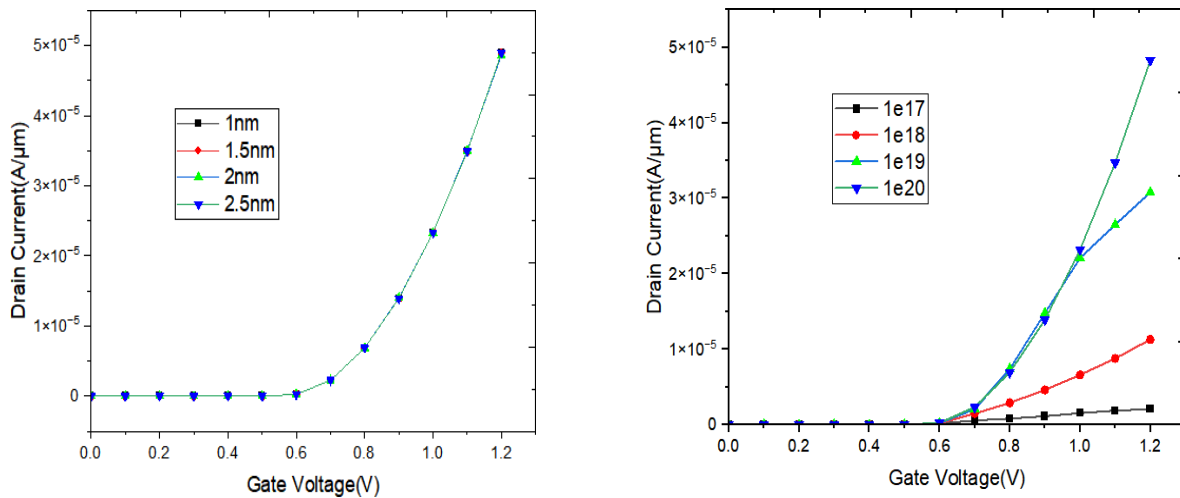 5×10⁻⁵
4×10⁻⁵
3×10⁻⁵
2×10⁻⁵
1×10⁻⁵
0
Drain Current(A/μm)
1nm
1.5nm
2nm
2.5nm
0.0 0.2 0.4 0.6 0.8 1.0 1.2
Gate Voltage(V)
5×10⁻⁵
4×10⁻⁵
3×10⁻⁵
2×10⁻⁵
1×10⁻⁵
0
Drain Current(A/μm)
1e17
1e18
1e19
1e20
0.0 0.2 0.4 0.6 0.8 1.0 1.2
Gate Voltage(V)